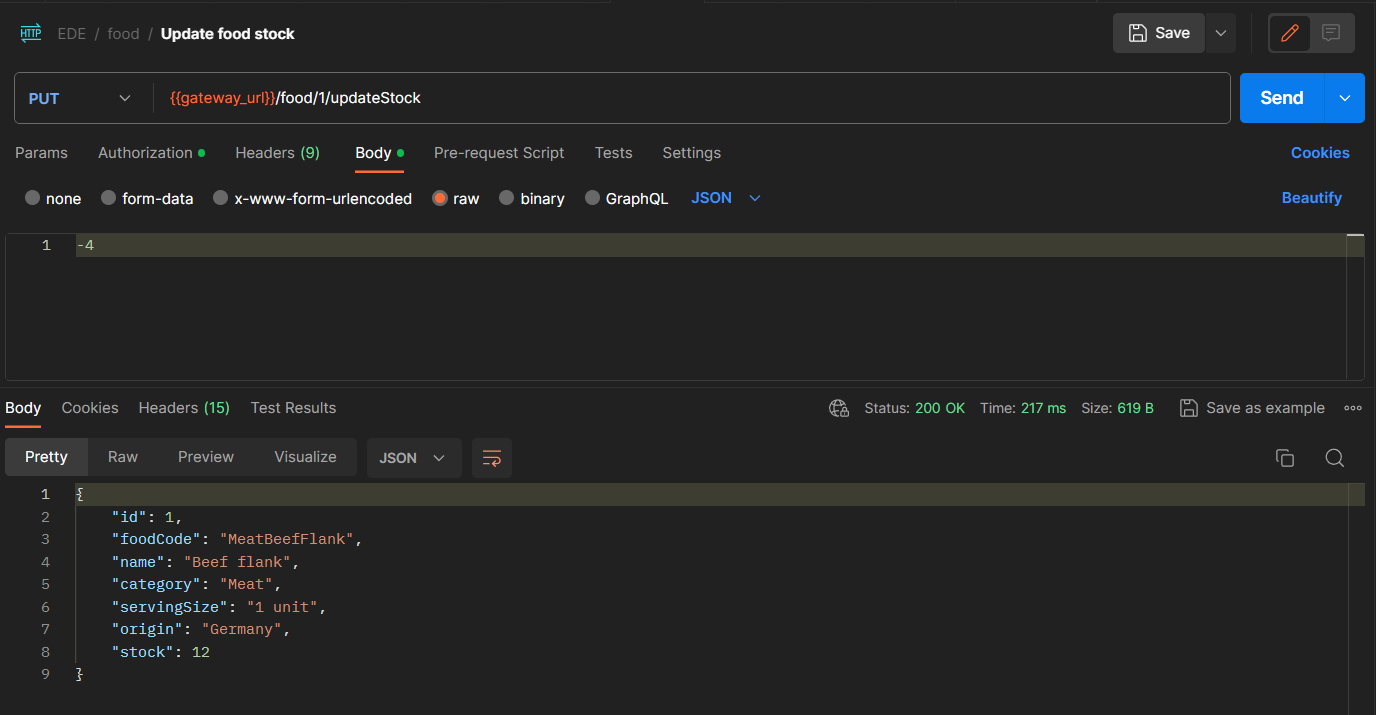 HTTP EDE / food / Update food stock Save
PUT {{gateway_url}}/food/1/updateStock Send
Params Authorization Headers (9) Body Pre-request Script Tests Settings Cookies
none form-data x-www-form-urlencoded raw binary GraphQL JSON Beautify
1 -4
Body Cookies Headers (15) Test Results Status: 200 OK Time: 217 ms Size: 619 B Save as example
Pretty Raw Preview Visualize JSON
1 {
2 "id": 1,
3 "foodCode": "MeatBeefFlank",
4 "name": "Beef flank",
5 "category": "Meat",
6 "servingSize": "1 unit",
7 "origin": "Germany",
8 "stock": 12
9 }